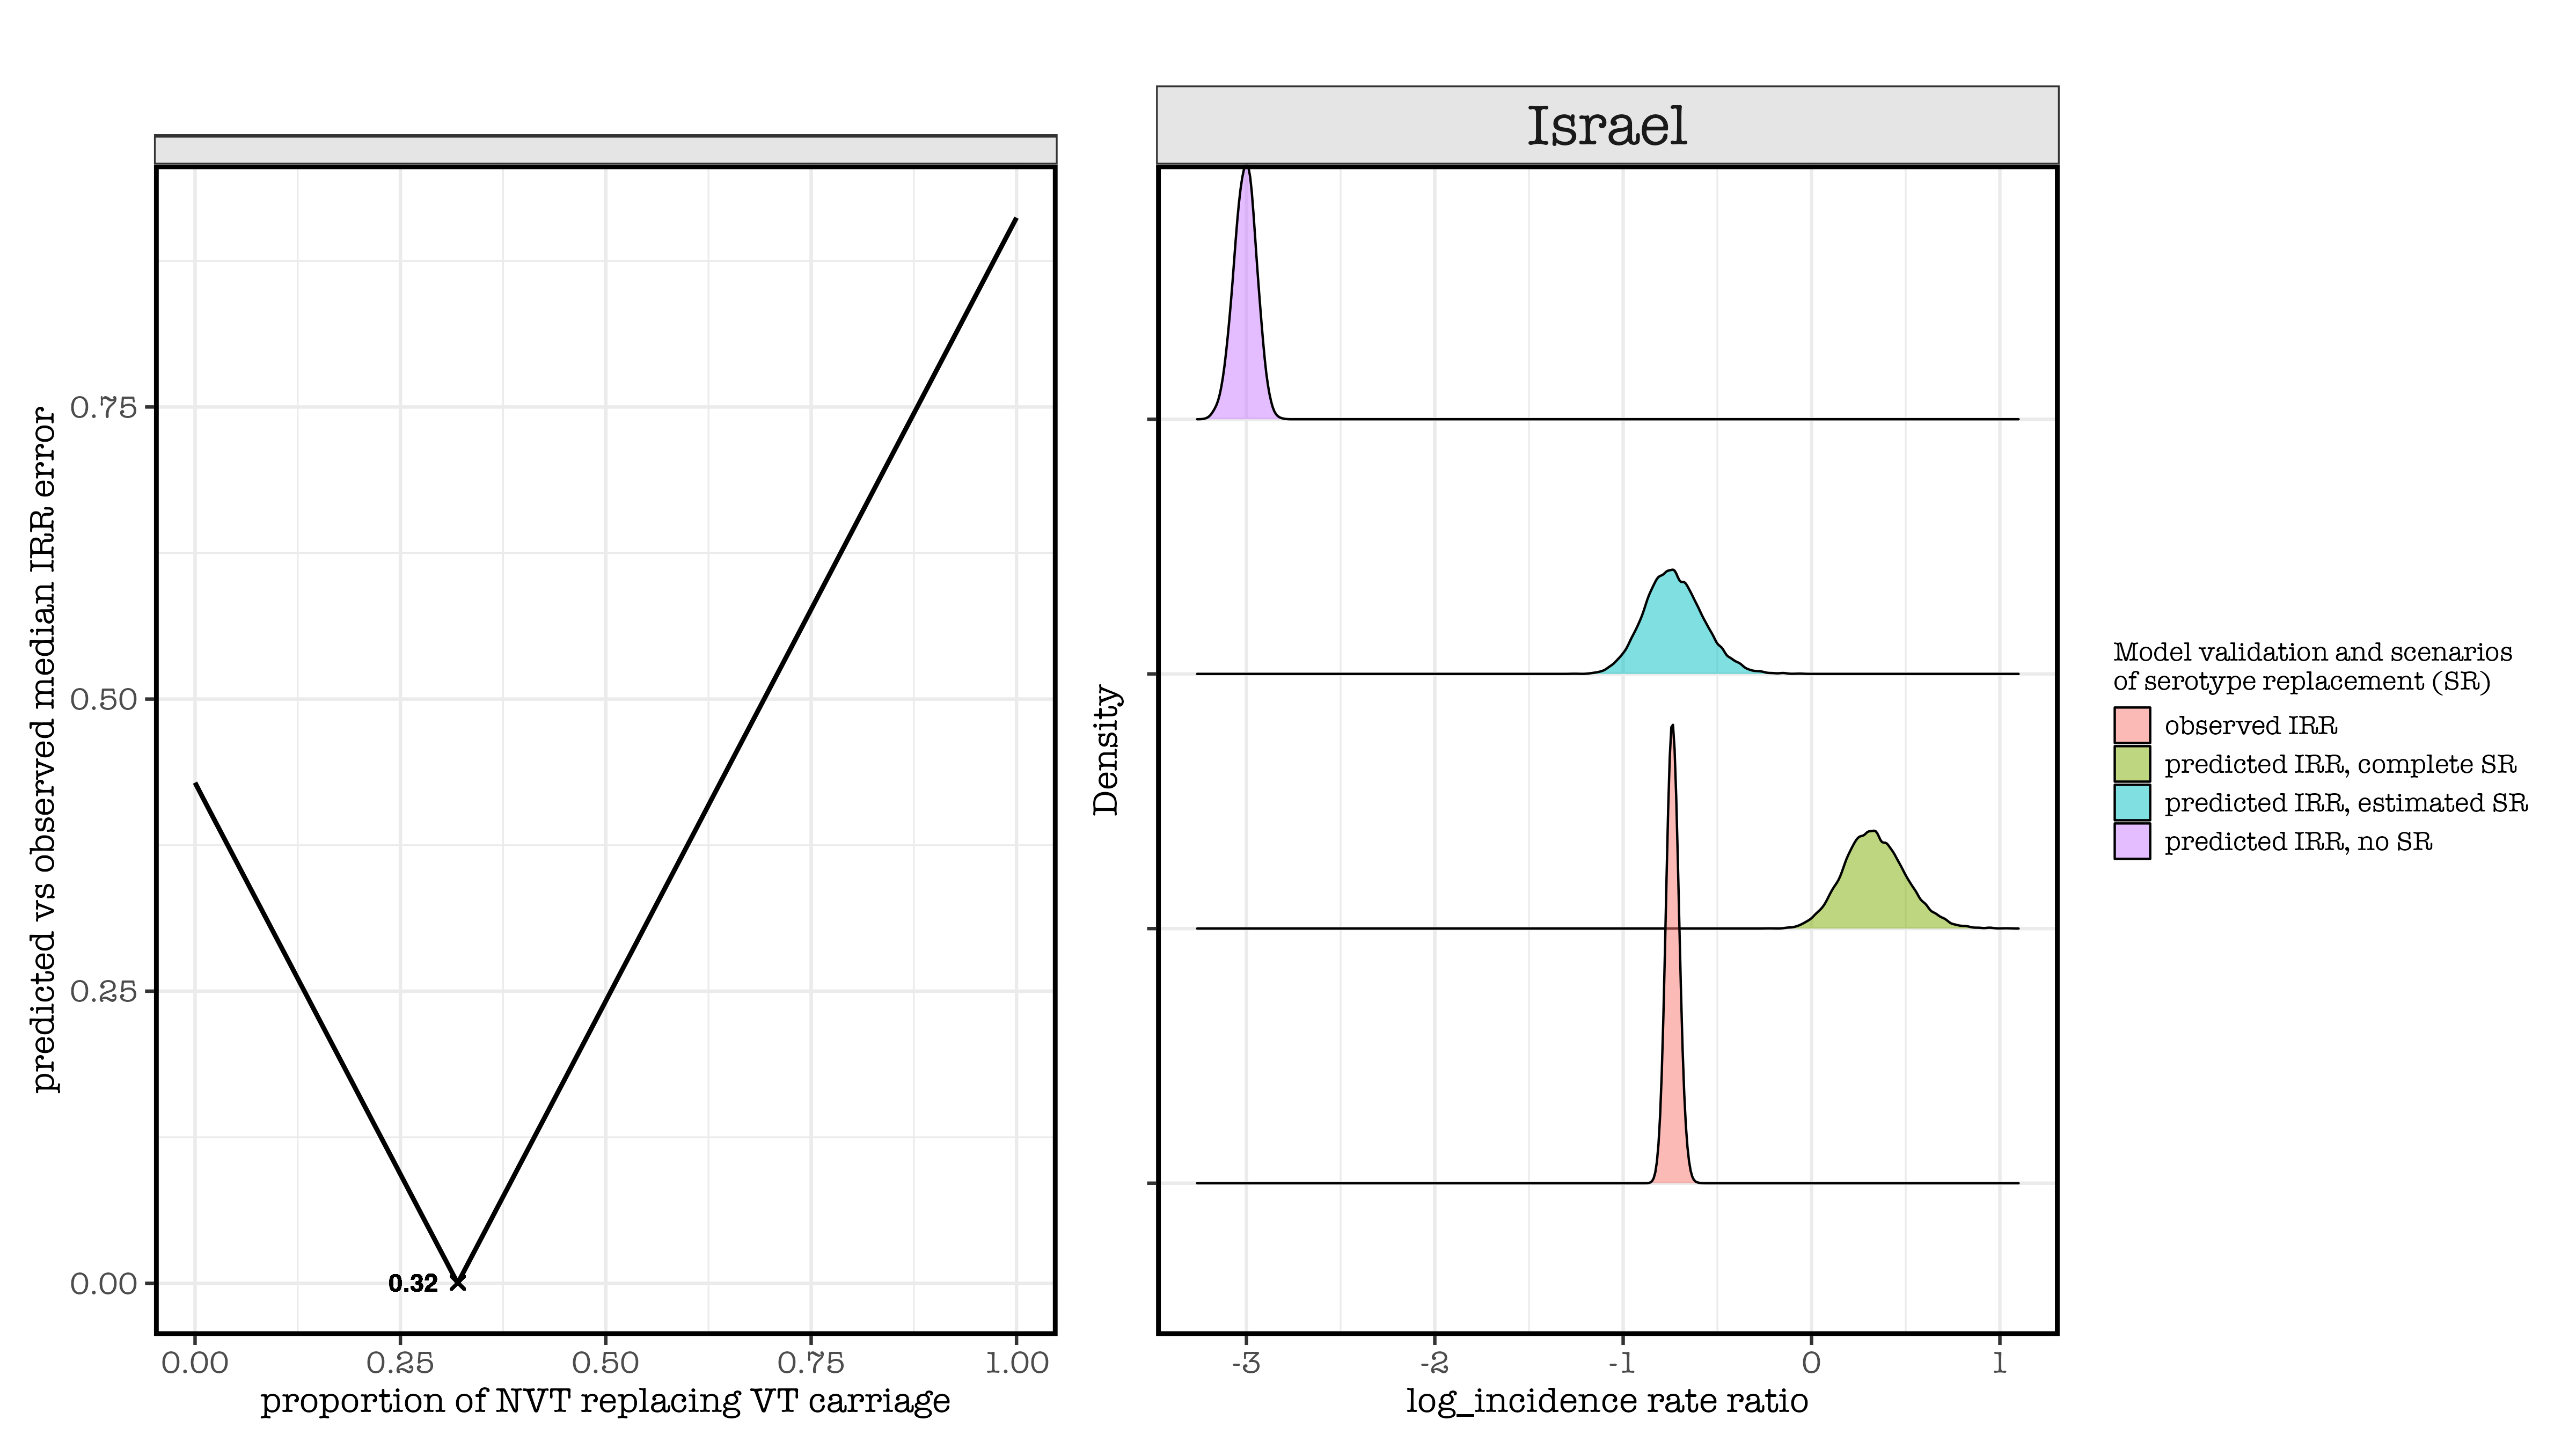 Israel
predicted vs observed median IRR error
0.75
0.50
0.25
0.00
0.32
0.00 0.25 0.50 0.75 1.00
proportion of NVT replacing VT carriage
Density
-3 -2 -1 0 1
log_incidence rate ratio
Model validation and scenarios
of serotype replacement (SR)
observed IRR
predicted IRR, complete SR
predicted IRR, estimated SR
predicted IRR, no SR